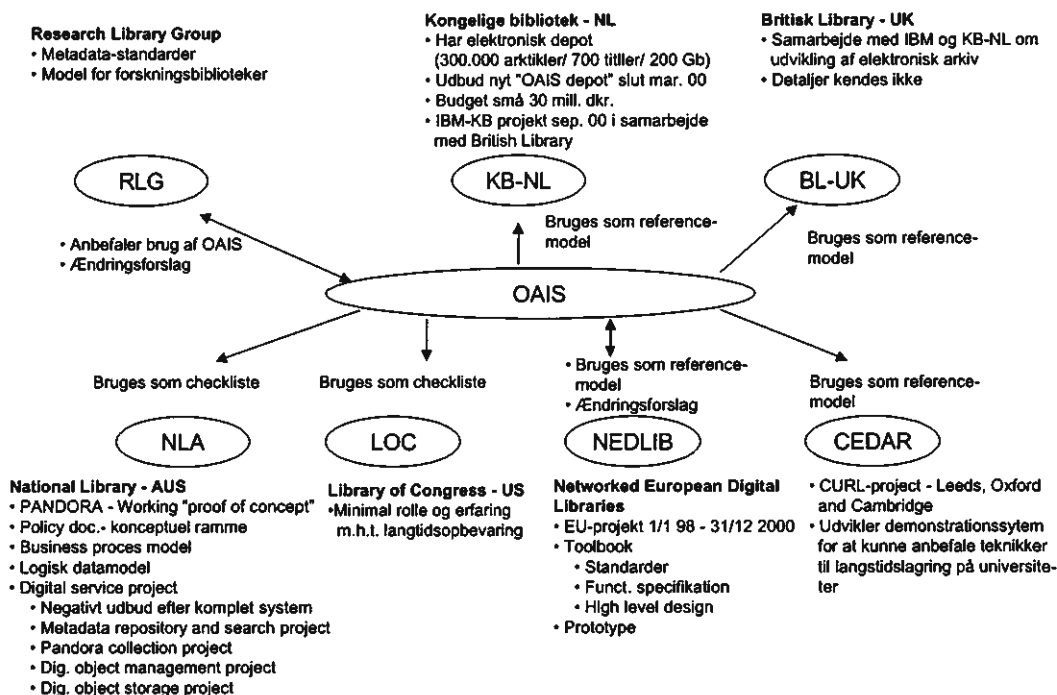 Research Library Group
• Metadata-standarder
• Model for forskningsbiblioteker
Kongelige bibliotek - NL
• Har elektronisk depot
(300.000 arktikler/ 700 titller/ 200 Gb)
• Udbud nyt "OAIS depot" slut mar. 00
• Budget små 30 mill. dkr.
• IBM-KB projekt sep. 00 i samarbejde
med British Library
Britisk Library - UK
• Samarbejde med IBM og KB-NL om
udvikling af elektronisk arkiv
• Detaljer kendes ikke
RLG
KB-NL
BL-UK
• Anbefaler brug af OAIS
• Ændringsforslag
Bruges som reference-
model
Bruges som reference-
model
OAIS
Bruges som checkliste
Bruges som checkliste
• Bruges som reference-
model
• Ændringsforslag
Bruges som reference-
model
NLA
LOC
NEDLIB
CEDAR
National Library - AUS
• PANDORA - Working "proof of concept"
• Policy doc.- konceptuel ramme
• Business proces model
• Logisk datamodel
• Digital service project
• Negativt udbud efter komplet system
• Metadata repository and search project
• Pandora collection project
• Dig. object management project
• Dig. object storage project
Library of Congress - US
•Minimal rolle og erfaring
m.h.t. langtidsopbevaring
Networked European Digital
Libraries
• EU-projekt 1/1 98 - 31/12 2000
• Toolbook
• Standarder
• Funct. specifikation
• High level design
• Prototype
• CURL-project - Leeds, Oxford
and Cambridge
• Udvikler demonstrationssytem
for at kunne anbefale teknikker
til langstidslagring på universite-
ter